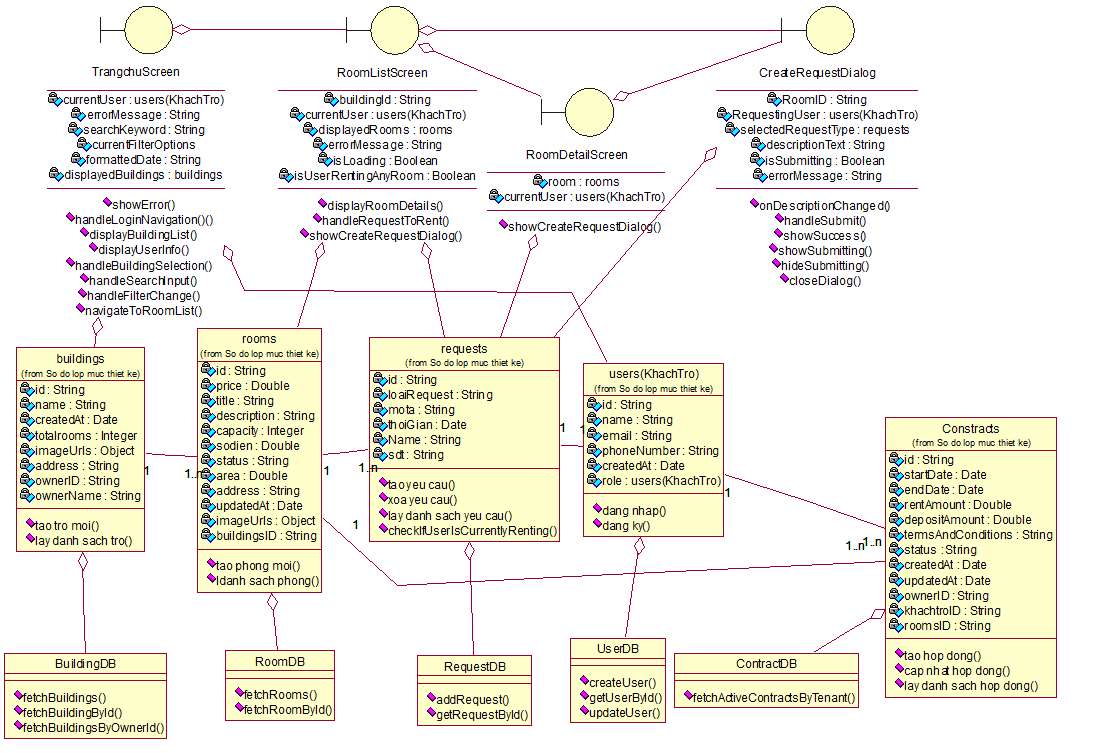 TrangchuScreen
currentUser : users(KhachTro)
errorMessage : String
searchKeyword : String
currentFilterOptions
formattedDate : String
displayedBuildings : buildings
showError()
handleLoginNavigation()()
displayBuildingList()
displayUserInfo()
handleBuildingSelection()
handleSearchInput()
handleFilterChange()
navigateToRoomList()
RoomListScreen
buildingId : String
currentUser : users(KhachTro)
displayedRooms : rooms
errorMessage : String
isLoading : Boolean
isUserRentingAnyRoom : Boolean
displayRoomDetails()
handleRequestToRent()
showCreateRequestDialog()
RoomDetailScreen
room : rooms
currentUser : users(KhachTro)
showCreateRequestDialog()
CreateRequestDialog
RoomID : String
RequestingUser : users(KhachTro)
selectedRequestType : requests
descriptionText : String
isSubmitting : Boolean
errorMessage : String
onDescriptionChanged()
handleSubmit()
showSuccess()
showSubmitting()
hideSubmitting()
closeDialog()
buildings
(from So do lop muc thiet ke)
id : String
name : String
createdAt : Date
totalrooms : Integer
imageUrls : Object
address : String
ownerID : String
ownerName : String
tao tro moi()
lay danh sach tro()
1
1..n
rooms
(from So do lop muc thiet ke)
id : String
price : Double
title : String
description : String
capacity : Integer
sodien : Double
status : String
area : Double
address : String
updatedAt : Date
imageUrls : Object
buildingsID : String
tao phong moi()
ldanh sach phong()
1
1..n
1
requests
(from So do lop muc thiet ke)
id : String
loaiRequest : String
mota : String
thoiGian : Date
Name : String
sdt : String
tao yeu cau()
xoa yeu cau()
lay danh sach yeu cau()
checkIfUserIsCurrentlyRenting()
1
1
users(KhachTro)
(from So do lop muc thiet ke)
id : String
name : String
email : String
phoneNumber : String
createdAt : Date
role : users(KhachTro)
dang nhap()
dang ky()
1
1..n
1..n
Constracts
(from So do lop muc thiet ke)
id : String
startDate : Date
endDate : Date
rentAmount : Double
depositAmount : Double
termsAndConditions : String
status : String
createdAt : Date
updatedAt : Date
ownerID : String
khachtroID : String
roomsID : String
tao hop dong()
cap nhat hop dong()
lay danh sach hop dong()
BuildingDB
fetchBuildings()
fetchBuildingById()
fetchBuildingsByOwnerId()
RoomDB
fetchRooms()
fetchRoomById()
RequestDB
addRequest()
getRequestById()
UserDB
createUser()
getUserById()
updateUser()
ContractDB
fetchActiveContractsByTenant()